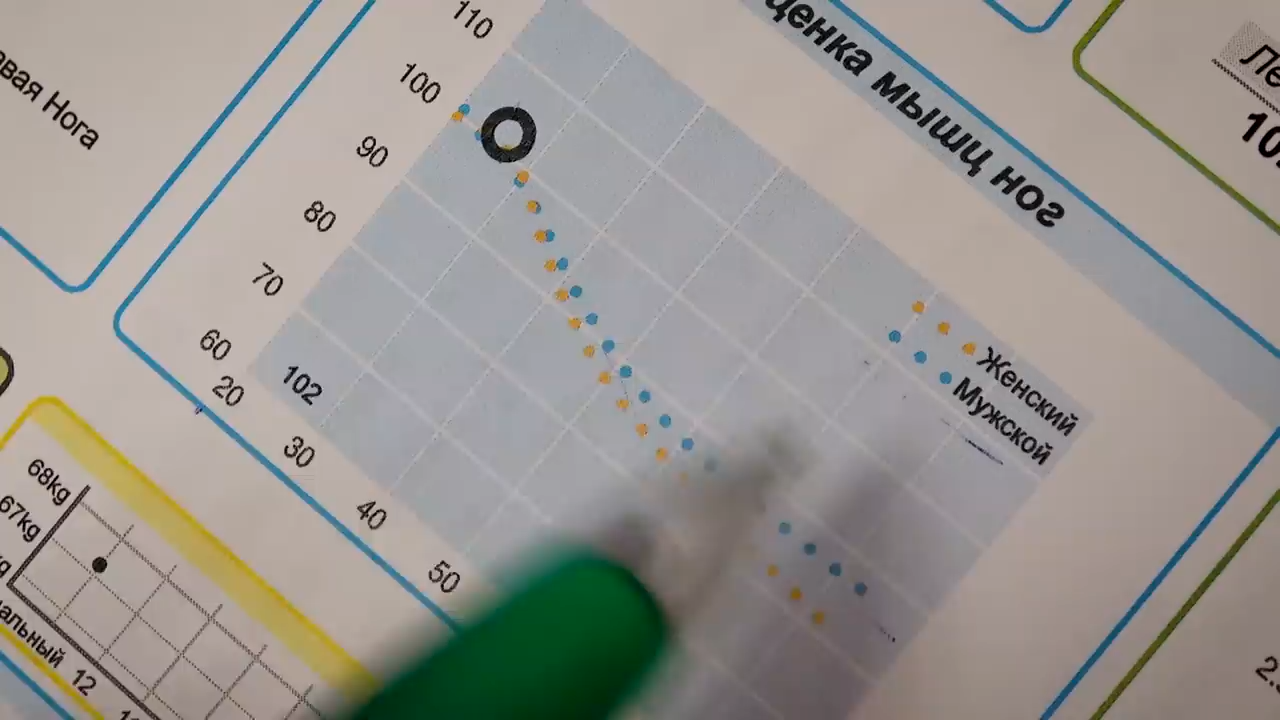 ценка мышц ног
110
100
90
80
70
60
20
30
40
50
102
Женский
Мужской
вая Нога
68kg
67kg
12
альный